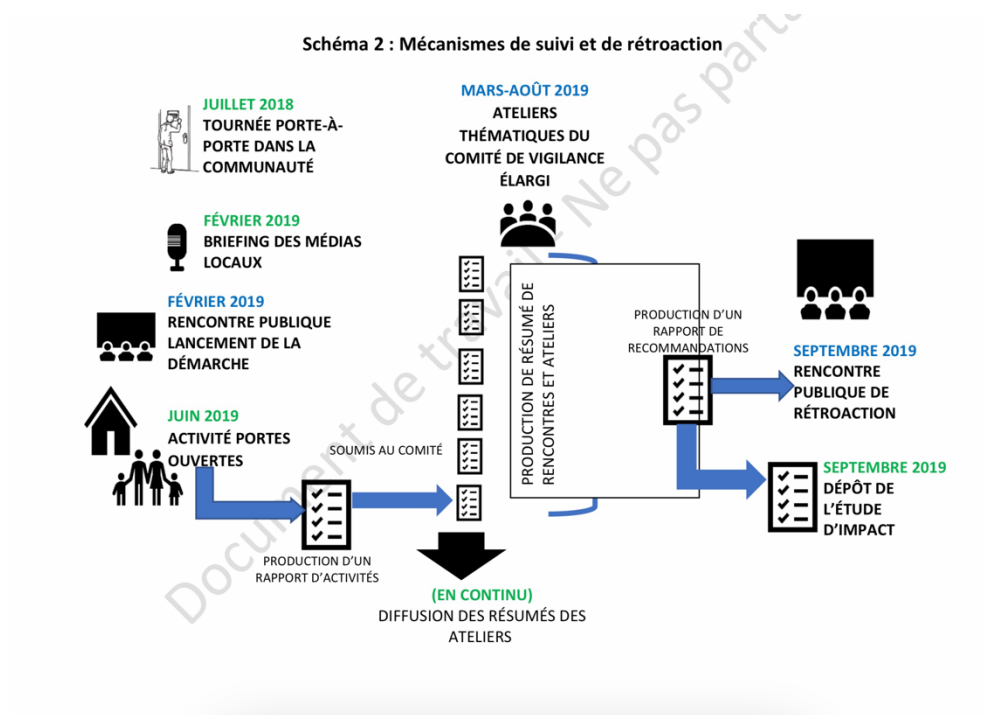 Schéma 2 : Mécanismes de suivi et de rétroaction
JUILLET 2018
TOURNÉE PORTE-À-
PORTE DANS LA
COMMUNAUTÉ
FÉVRIER 2019
BRIEFING DES MÉDIAS
LOCAUX
FÉVRIER 2019
RENCONTRE PUBLIQUE
LANCEMENT DE LA
DÉMARCHE
JUIN 2019
ACTIVITÉ PORTES
OUVERTES
PRODUCTION D'UN
RAPPORT D'ACTIVITÉS
SOUMIS AU COMITÉ
MARS-AOÛT 2019
ATELIERS
THÉMATIQUES DU
COMITÉ DE VIGILANCE
ÉLARGI
(EN CONTINU)
DIFFUSION DES RÉSUMÉS DES
ATELIERS
PRODUCTION DE RÉSUMÉ DE
RENCONTRES ET ATELIERS
PRODUCTION D'UN
RAPPORT DE
RECOMMANDATIONS
SEPTEMBRE 2019
RENCONTRE
PUBLIQUE DE
RÉTROACTION
SEPTEMBRE 2019
DÉPÔT DE
L'ÉTUDE
D'IMPACT
Document de travail - Ne pas